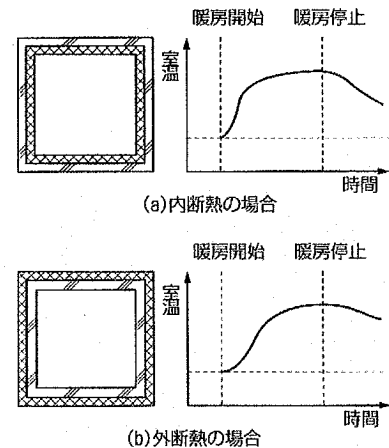 暖房開始 暖房停止
室温
時間
(a)内断熱の場合
暖房開始 暖房停止
室温
時間
(b)外断熱の場合